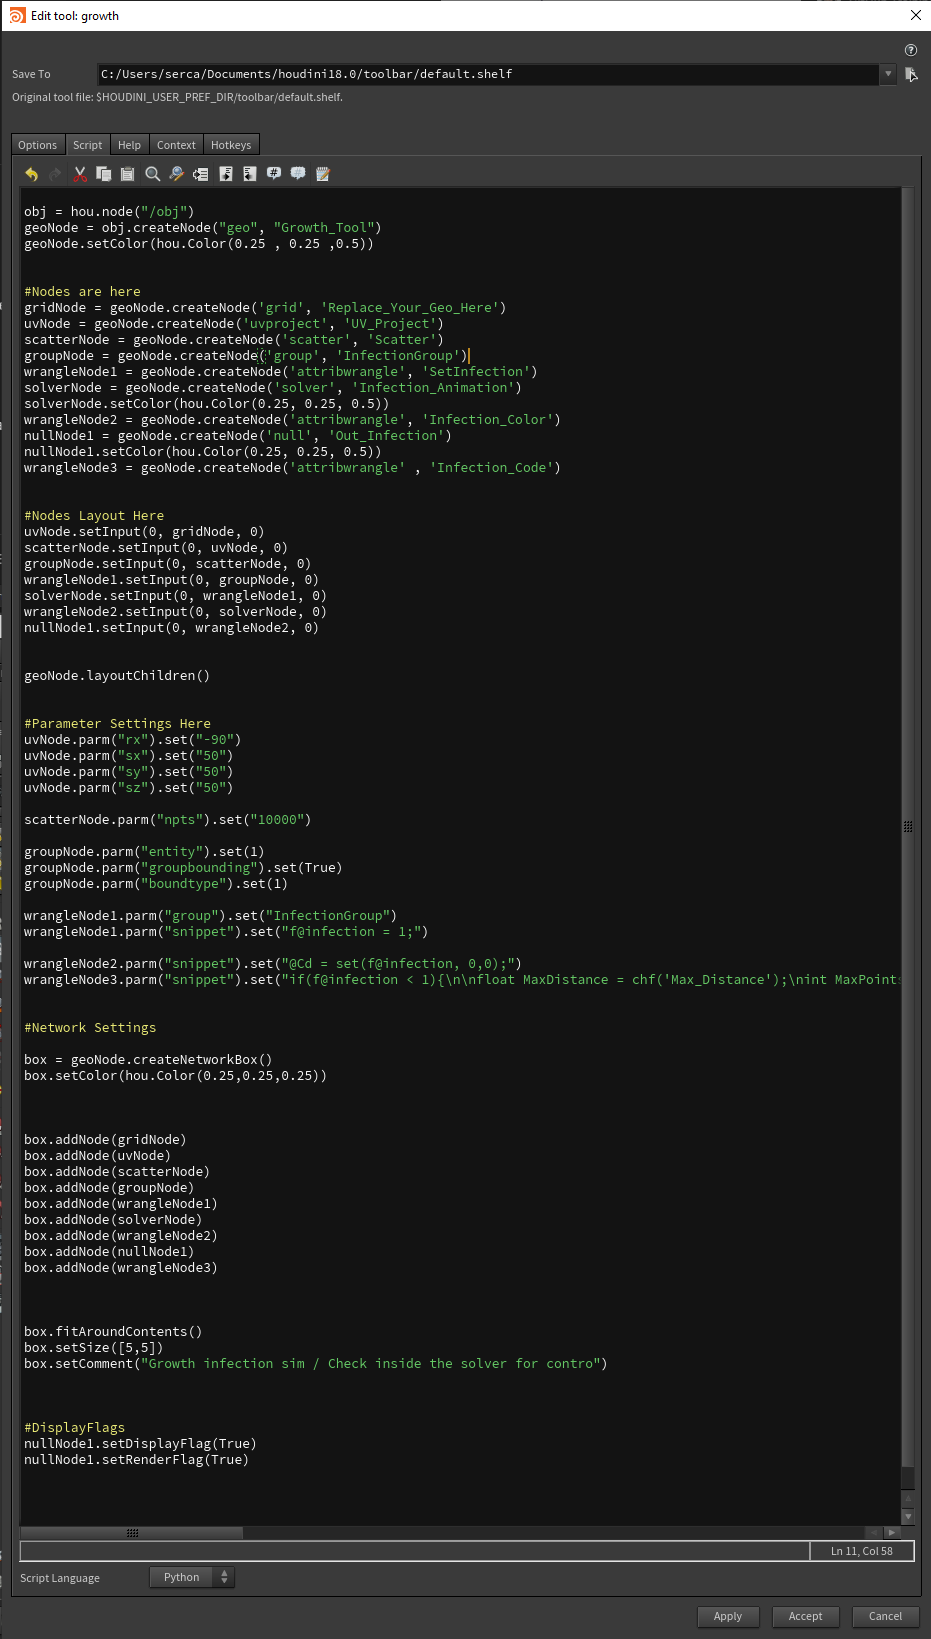 Edit tool: growth
Save To
C:/Users/serca/Documents/houdini18.0/toolbar/default.shelf
Original tool file: $HOUDINI_USER_PREF_DIR/toolbar/default.shelf.
Options Script Help Context Hotkeys
obj = hou.node("/obj")
geoNode = obj.createNode("geo", "Growth_Tool")
geoNode.setColor(hou.Color(0.25 , 0.25 ,0.5))
#Nodes are here
gridNode = geoNode.createNode('grid', 'Replace_Your_Geo_Here')
uvNode = geoNode.createNode('uvproject', 'UV_Project')
scatterNode = geoNode.createNode('scatter', 'Scatter')
groupNode = geoNode.createNode('group', 'InfectionGroup')
wrangleNode1 = geoNode.createNode('attribwrangle', 'SetInfection')
solverNode = geoNode.createNode('solver', 'Infection_Animation')
solverNode.setColor(hou.Color(0.25, 0.25, 0.5))
wrangleNode2 = geoNode.createNode('attribwrangle', 'Infection_Color')
nullNode1 = geoNode.createNode('null', 'Out_Infection')
nullNode1.setColor(hou.Color(0.25, 0.25, 0.5))
wrangleNode3 = geoNode.createNode('attribwrangle' , 'Infection_Code')
#Nodes Layout Here
uvNode.setInput(0, gridNode, 0)
scatterNode.setInput(0, uvNode, 0)
groupNode.setInput(0, scatterNode, 0)
wrangleNode1.setInput(0, groupNode, 0)
solverNode.setInput(0, wrangleNode1, 0)
wrangleNode2.setInput(0, solverNode, 0)
nullNode1.setInput(0, wrangleNode2, 0)
geoNode.layoutChildren()
#Parameter Settings Here
uvNode.parm("rx").set("-90")
uvNode.parm("sx").set("50")
uvNode.parm("sy").set("50")
uvNode.parm("sz").set("50")
scatterNode.parm("npts").set("10000")
groupNode.parm("entity").set(1)
groupNode.parm("groupbounding").set(True)
groupNode.parm("boundtype").set(1)
wrangleNode1.parm("group").set("InfectionGroup")
wrangleNode1.parm("snippet").set("f@infection = 1;")
wrangleNode2.parm("snippet").set("@Cd = set(f@infection, 0,0);")
wrangleNode3.parm("snippet").set("if(f@infection < 1){\n\nfloat MaxDistance = chf('Max_Distance');\nint MaxPoints
#Network Settings
box = geoNode.createNetworkBox()
box.setColor(hou.Color(0.25,0.25,0.25))
box.addNode(gridNode)
box.addNode(uvNode)
box.addNode(scatterNode)
box.addNode(groupNode)
box.addNode(wrangleNode1)
box.addNode(solverNode)
box.addNode(wrangleNode2)
box.addNode(nullNode1)
box.addNode(wrangleNode3)
box.fitAroundContents()
box.setSize([5,5])
box.setComment("Growth infection sim / Check inside the solver for contro")
#DisplayFlags
nullNode1.setDisplayFlag(True)
nullNode1.setRenderFlag(True)
Ln 11, Col 58
Script Language Python
Apply Accept Cancel